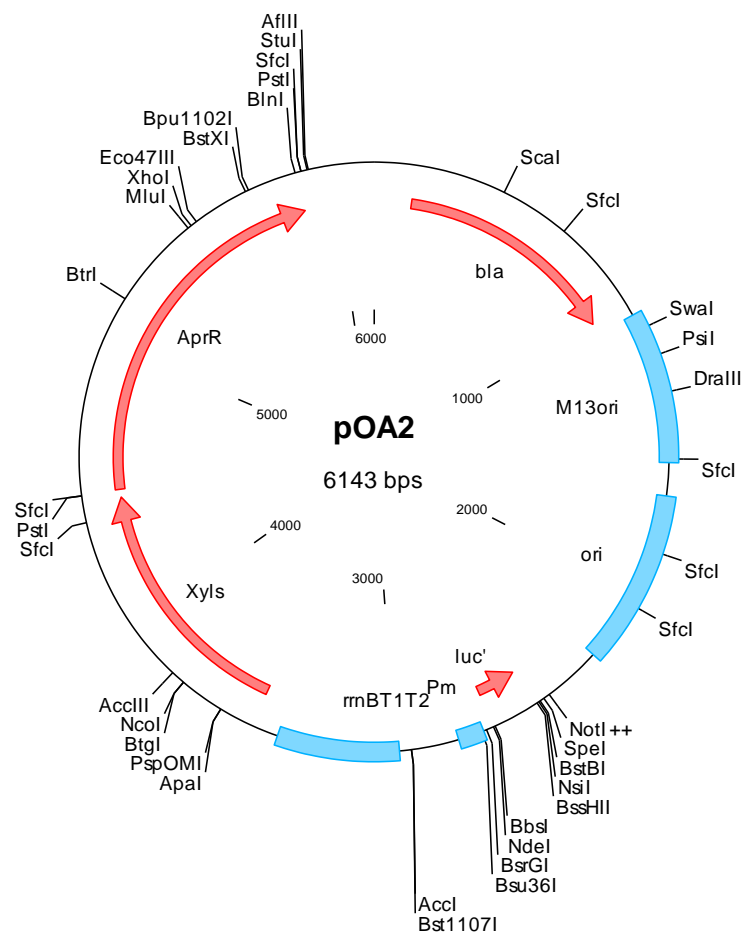 AflII
StuI
SfcI
PstI
BlnI
Bpu1102I
BstXI
Eco47III
XhoI
MluI
BtrI
ScaI
SfcI
bla
SwaI
PsiI
DraIII
M13ori
SfcI
AprR
6000
1000
5000
pOA2
6143 bps
2000
4000
3000
SfcI
PstI
SfcI
ori
SfcI
SfcI
XyIs
luc'
Pm
rrnBT1T2
AccIII
NcoI
BtgI
PspOMI
ApaI
NotI ++
SpeI
BstBI
NsiI
BssHII
BbsI
NdeI
BsrGI
Bsu36I
AccI
Bst1107I